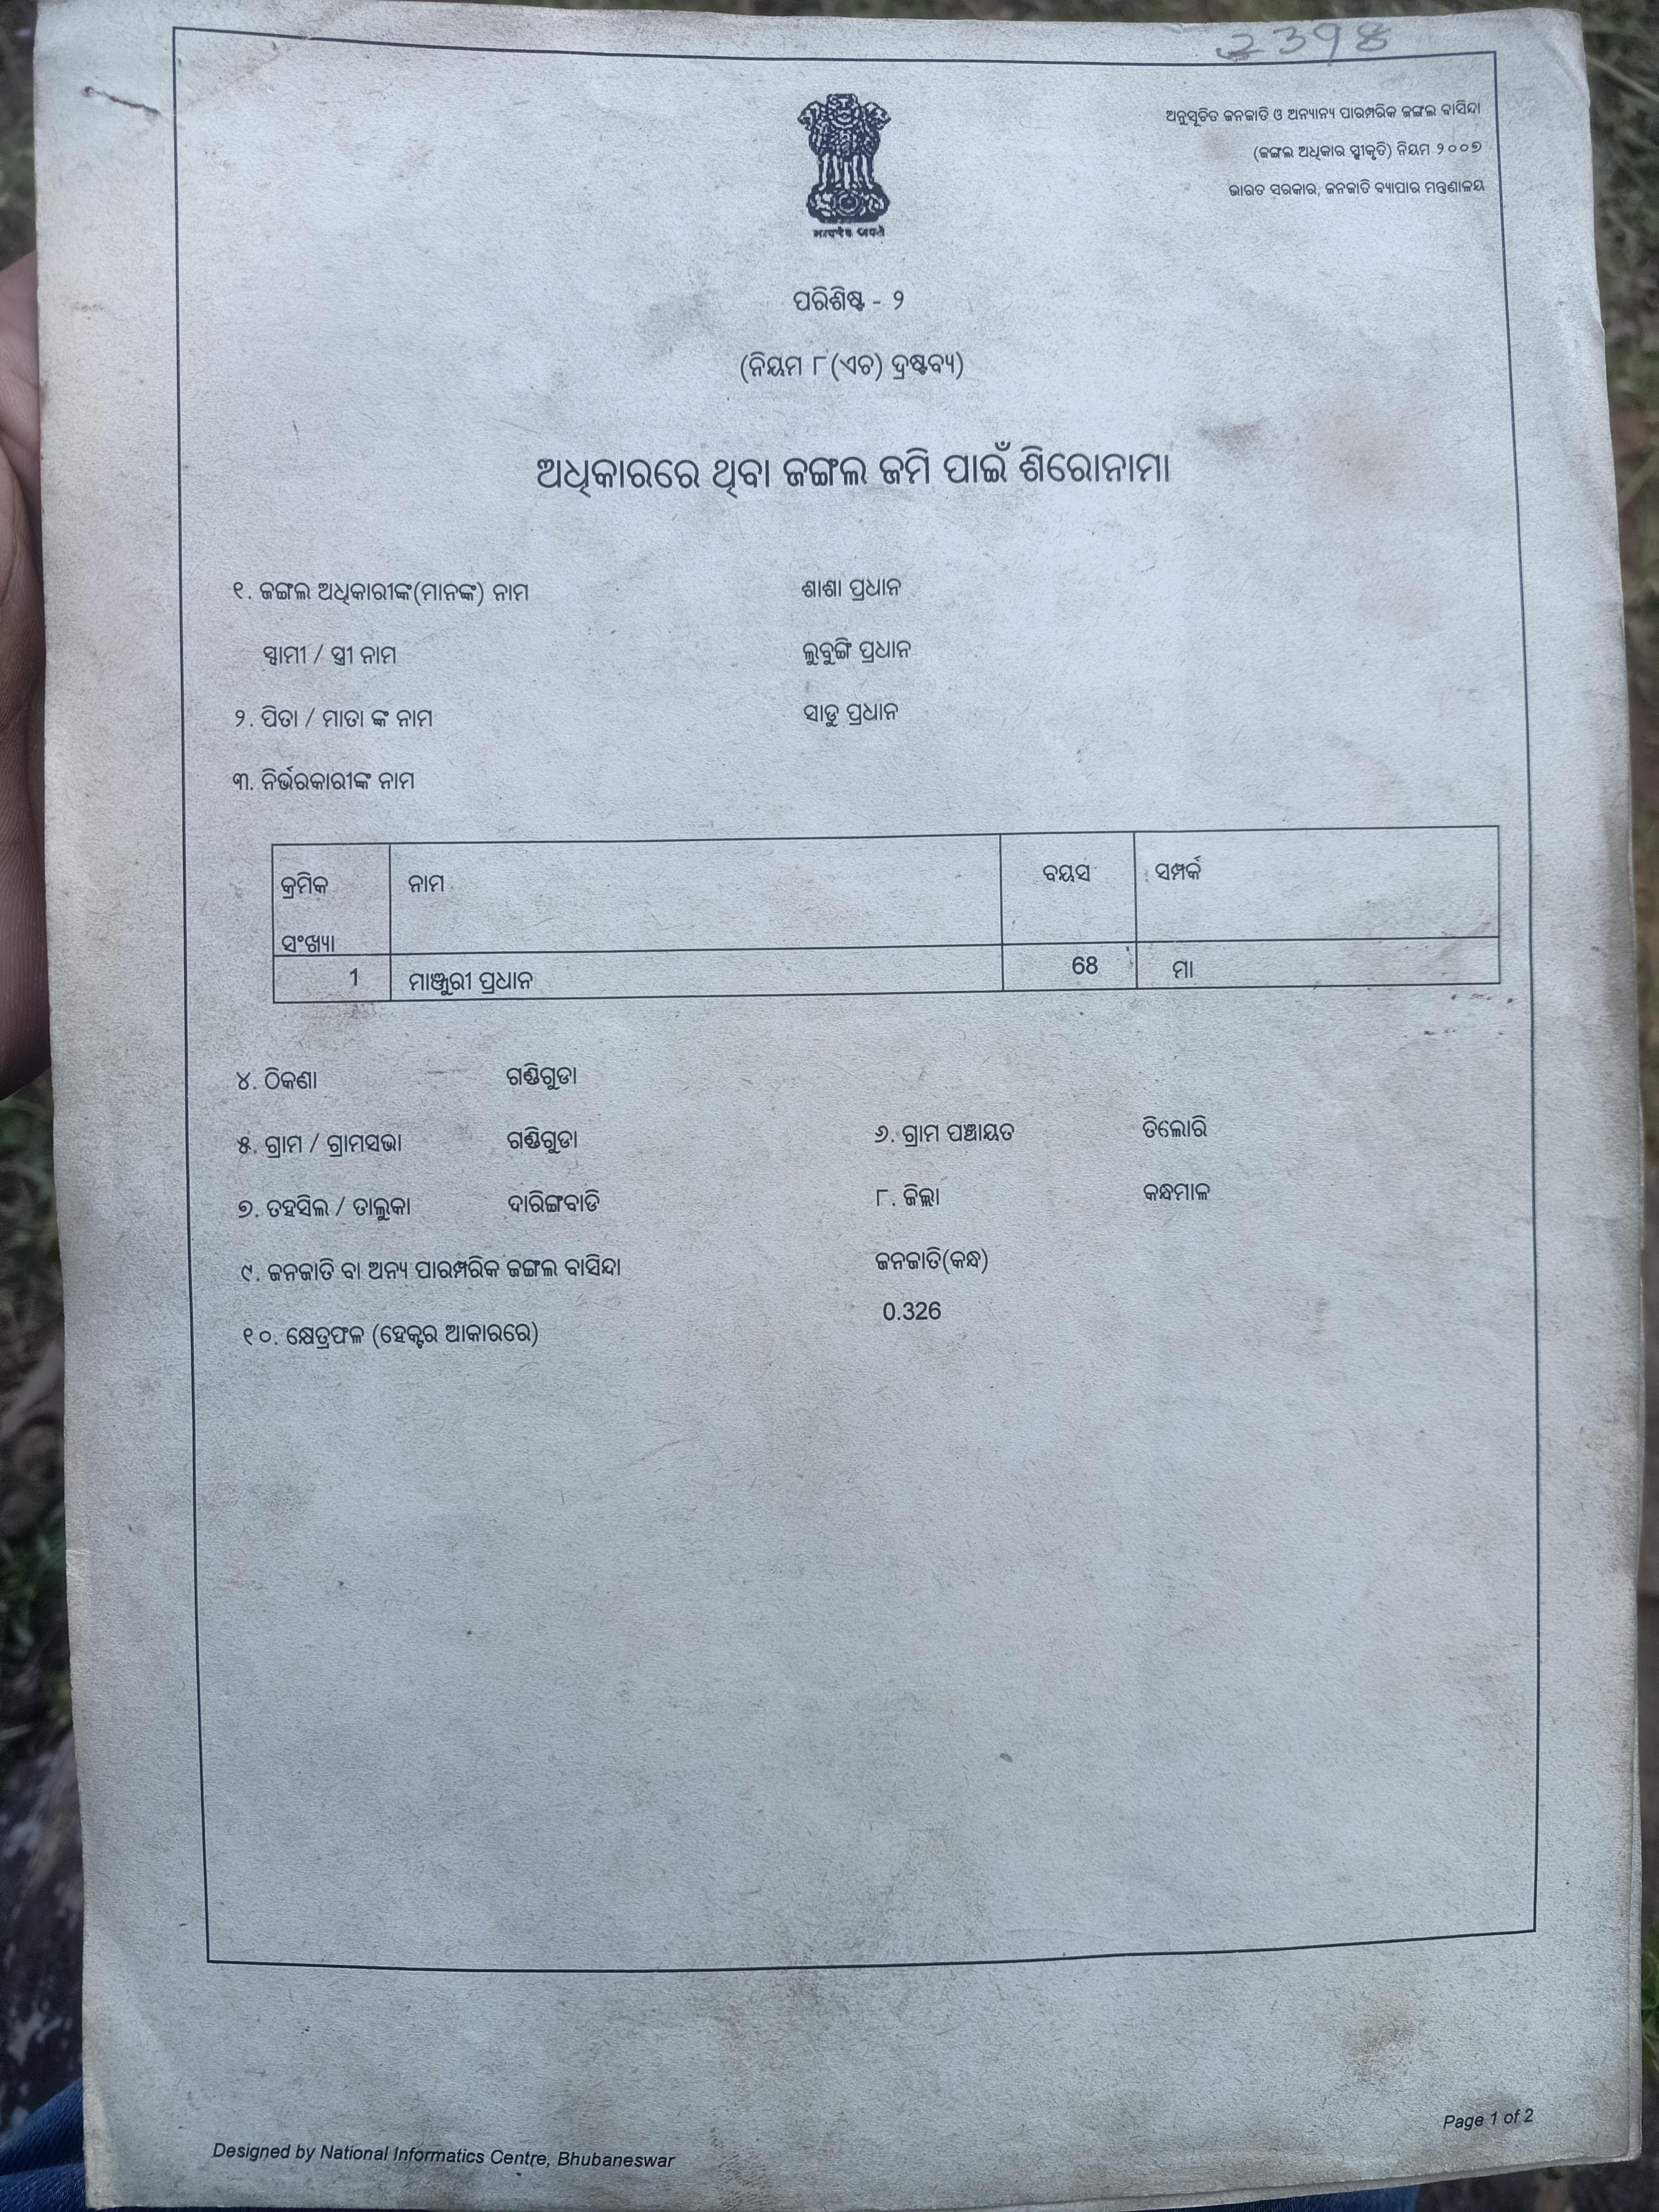 2398
ଅନୁସୂଚିତ ଜନଜାତି ଓ ଅନ୍ୟାନ୍ୟ ପାରମ୍ପରିକ ଜଙ୍ଗଲ ବାସିନ୍ଦା
(ଜଙ୍ଗଲ ଅଧିକାର ସ୍ୱୀକୃତି) ନିୟମ ୨୦୦୭
ଭାରତ ସରକାର, ଜନଜାତି ବ୍ୟାପାର ମନ୍ତ୍ରଣାଳୟ
सत्यमेव जयते
ପରିଶିଷ୍ଟ - ୨
(ନିୟମ ୮(ଏଚ) ଦ୍ରଷ୍ଟବ୍ୟ)
ଅଧିକାରରେ ଥିବା ଜଙ୍ଗଲ ଜମି ପାଇଁ ଶିରୋନାମା
୧. ଜଙ୍ଗଲ ଅଧିକାରୀଙ୍କ(ମାନଙ୍କ) ନାମ ଶାଶା ପ୍ରଧାନ
ସ୍ୱାମୀ / ସ୍ତ୍ରୀ ନାମ ଲୁବୁଙ୍ଗି ପ୍ରଧାନ
୨. ପିତା / ମାତା ଙ୍କ ନାମ ସାଡୁ ପ୍ରଧାନ
୩. ନିର୍ଭରକାରୀଙ୍କ ନାମ
କ୍ରମିକ ସଂଖ୍ୟା ନାମ ବୟସ ସମ୍ପର୍କ
1 ମାଞ୍ଜୁରୀ ପ୍ରଧାନ 68 ମା
୪. ଠିକଣା ଗଣ୍ଡିଗୁଡା
୫. ଗ୍ରାମ / ଗ୍ରାମସଭା ଗଣ୍ଡିଗୁଡା ୬. ଗ୍ରାମ ପଞ୍ଚାୟତ ତିଲୋରି
୭. ତହସିଲ / ତାଲୁକା ଦାରିଙ୍ଗବାଡି ୮. ଜିଲ୍ଲା କନ୍ଧମାଳ
୯. ଜନଜାତି ବା ଅନ୍ୟ ପାରମ୍ପରିକ ଜଙ୍ଗଲ ବାସିନ୍ଦା ଜନଜାତି(କନ୍ଧ)
୧୦. କ୍ଷେତ୍ରଫଳ (ହେକ୍ଟର ଆକାରରେ) 0.326
Page 1 of 2
Designed by National Informatics Centre, Bhubaneswar